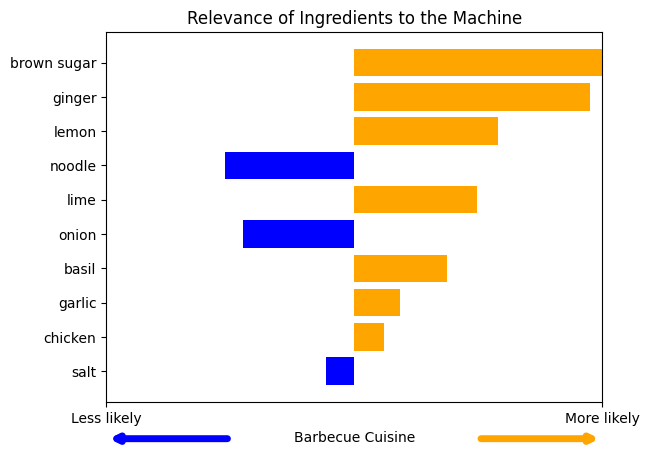 Relevance of Ingredients to the Machine
brown sugar
ginger
lemon
noodle
lime
onion
basil
garlic
chicken
salt
Less likely
More likely
Barbecue Cuisine